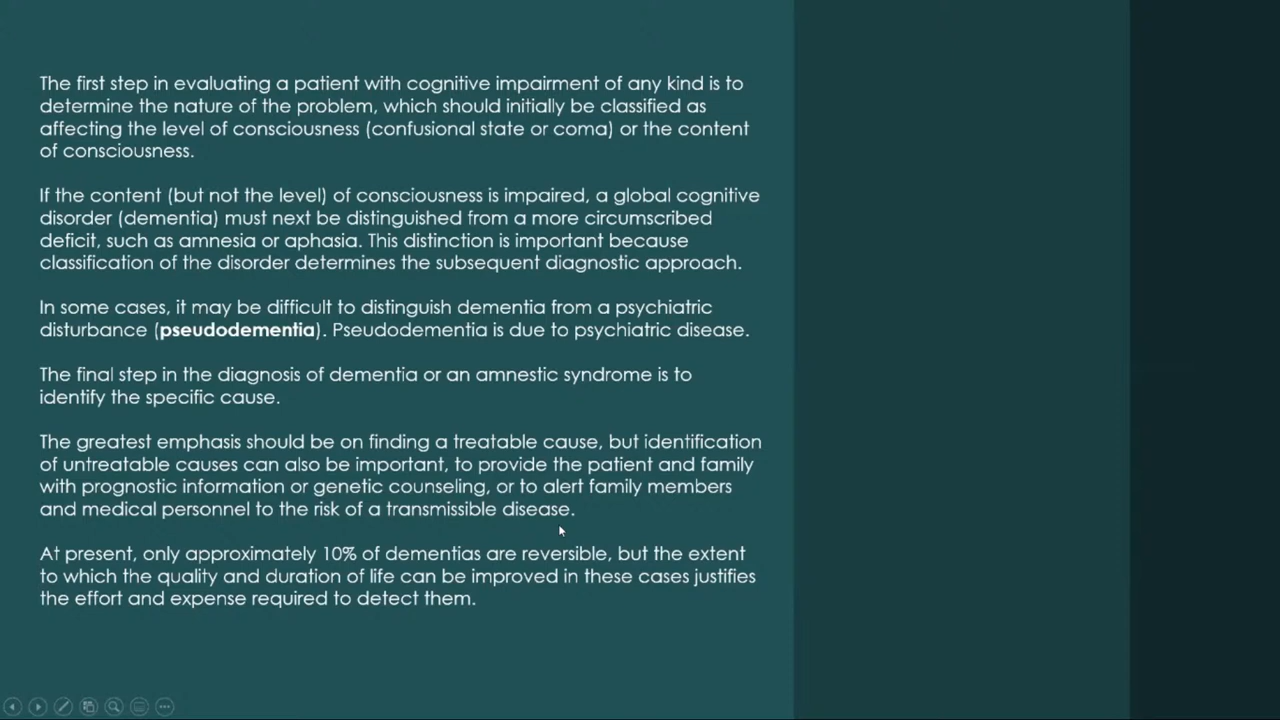 The first step in evaluating a patient with cognitive impairment of any kind is to
determine the nature of the problem, which should initially be classified as
affecting the level of consciousness (confusional state or coma) or the content
of consciousness.
If the content (but not the level) of consciousness is impaired, a global cognitive
disorder (dementia) must next be distinguished from a more circumscribed
deficit, such as amnesia or aphasia. This distinction is important because
classification of the disorder determines the subsequent diagnostic approach.
In some cases, it may be difficult to distinguish dementia from a psychiatric
disturbance (pseudodementia). Pseudodementia is due to psychiatric disease.
The final step in the diagnosis of dementia or an amnestic syndrome is to
identify the specific cause.
The greatest emphasis should be on finding a treatable cause, but identification
of untreatable causes can also be important, to provide the patient and family
with prognostic information or genetic counseling, or to alert family members
and medical personnel to the risk of a transmissible disease.
At present, only approximately 10% of dementias are reversible, but the extent
to which the quality and duration of life can be improved in these cases justifies
the effort and expense required to detect them.